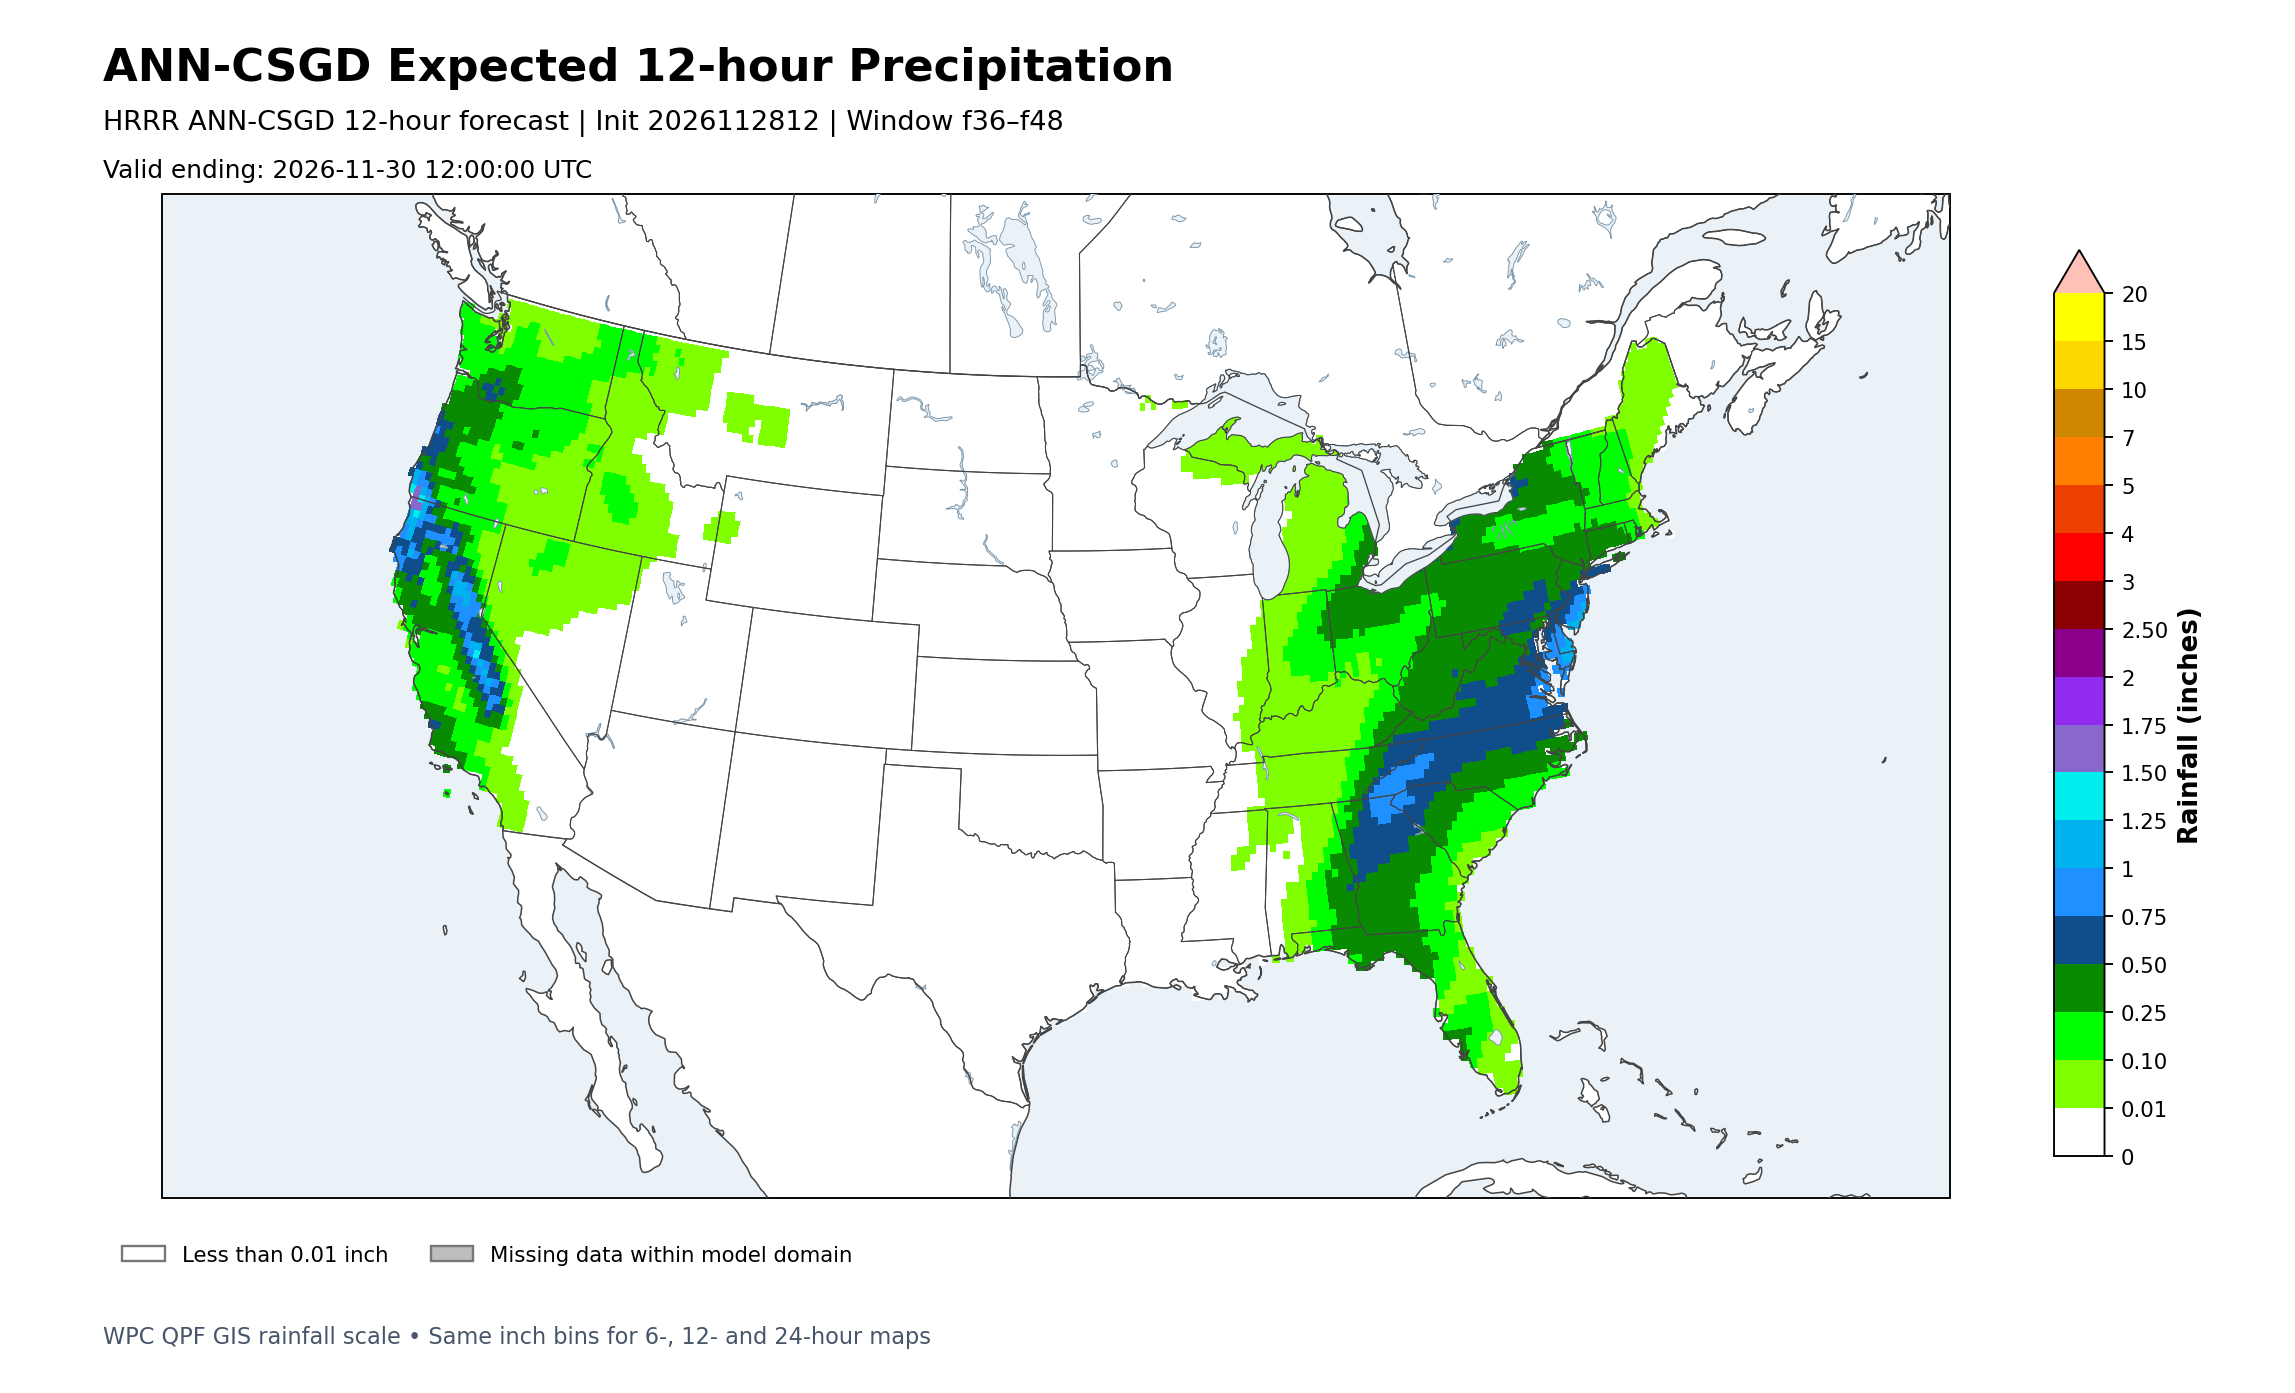 ANN-CSGD Expected 12-hour Precipitation
HRRR ANN-CSGD 12-hour forecast | Init 2026112812 | Window f36–f48
Valid ending: 2026-11-30 12:00:00 UTC
20
15
10
7
5
4
3
2.50
2
1.75
1.50
1.25
1
0.75
0.50
0.25
0.10
0.01
0
Rainfall (inches)
Less than 0.01 inch
Missing data within model domain
WPC QPF GIS rainfall scale • Same inch bins for 6-, 12- and 24-hour maps